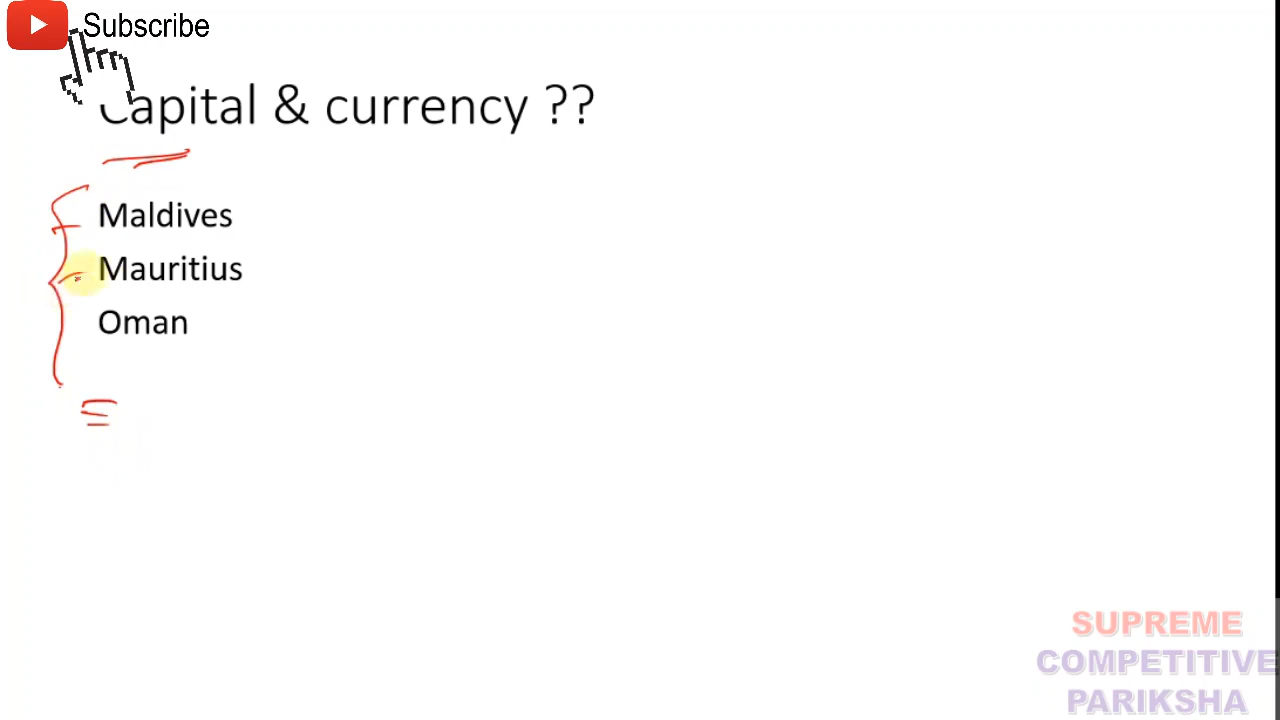 Subscribe
Capital & currency ??
Maldives
Mauritius
Oman
SUPREME
COMPETITIVE
PARIKSHA